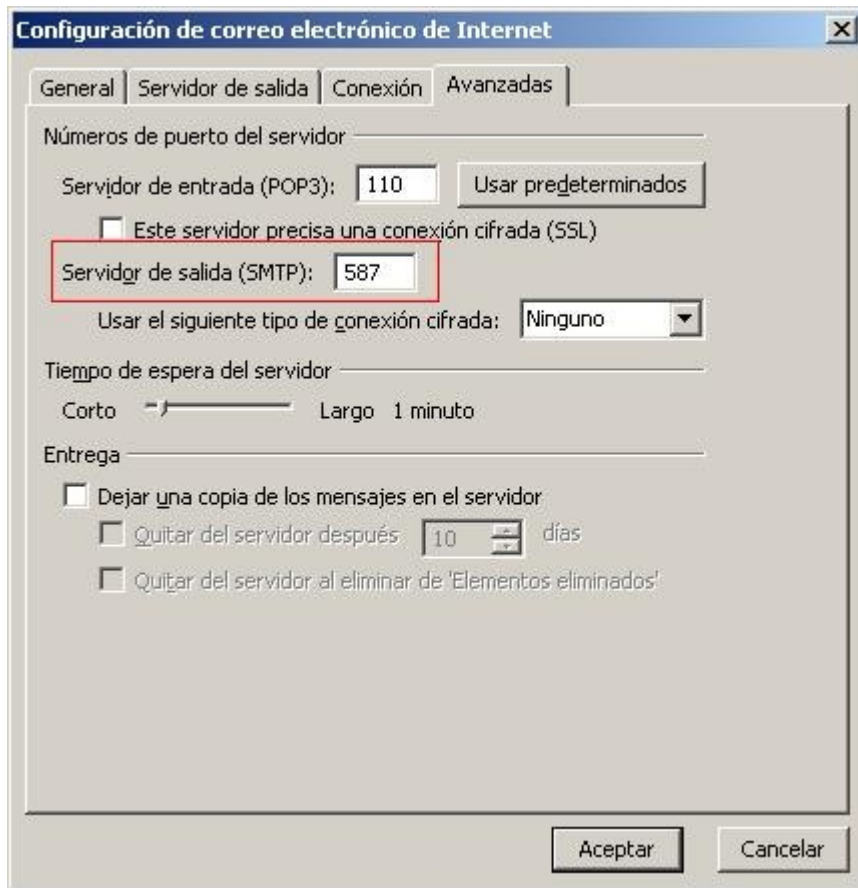 Configuración de correo electrónico de Internet
General Servidor de salida Conexión Avanzadas
Números de puerto del servidor
Servidor de entrada (POP3): 110 Usar predeterminados
Este servidor precisa una conexión cifrada (SSL)
Servidor de salida (SMTP): 587
Usar el siguiente tipo de conexión cifrada: Ninguno
Tiempo de espera del servidor
Corto Largo 1 minuto
Entrega
Dejar una copia de los mensajes en el servidor
Quitar del servidor después 10 días
Quitar del servidor al eliminar de 'Elementos eliminados'
Aceptar Cancelar